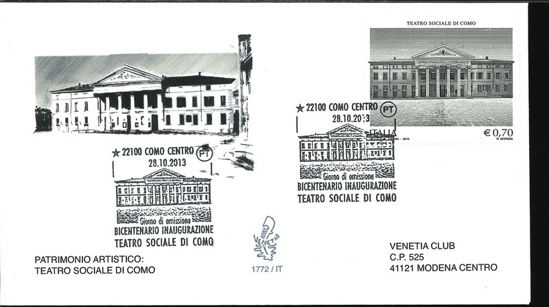 TEATRO SOCIALE DI COMO
ITALIA
€ 0,70
R. MORENA
22100 COMO CENTRO
28.10.2013
PT
Giorno di emissione
BICENTENARIO INAUGURAZIONE
TEATRO SOCIALE DI COMO
22100 COMO CENTRO
28.10.2013
PT
Giorno di emissione
BICENTENARIO INAUGURAZIONE
TEATRO SOCIALE DI COMO
VENETIA
1772 / IT
PATRIMONIO ARTISTICO:
TEATRO SOCIALE DI COMO
VENETIA CLUB
C.P. 525
41121 MODENA CENTRO